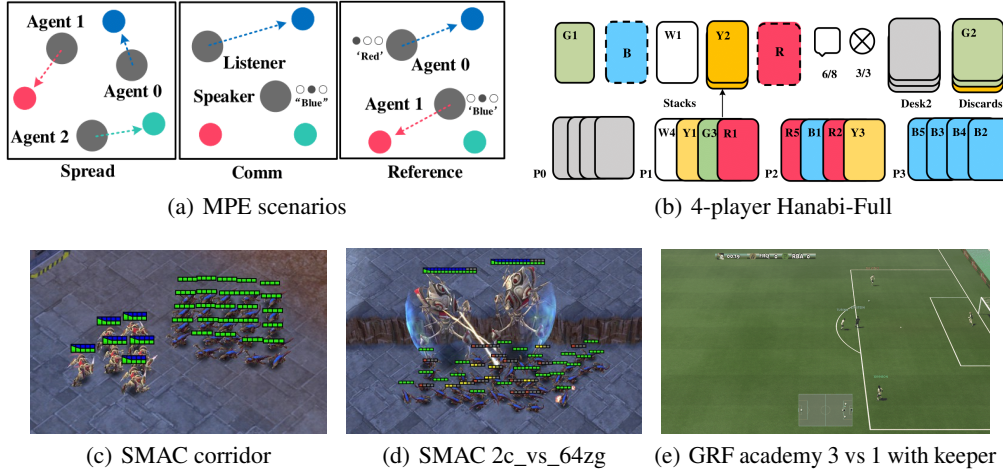 Agent 1
Agent 0
Agent 2
Spread
Listener
Speaker
"Blue"
Comm
'Red'
Agent 0
Agent 1
'Blue'
Reference
(a) MPE scenarios
G1
B
W1
Y2
R
6/8
3/3
G2
Stacks
Desk2
Discards
P0
P1
W4
Y1
G3
R1
P2
R5
B1
R2
Y3
P3
B5
B3
B4
B2
(b) 4-player Hanabi-Full
(c) SMAC corridor
(d) SMAC 2c_vs_64zg
(e) GRF academy 3 vs 1 with keeper